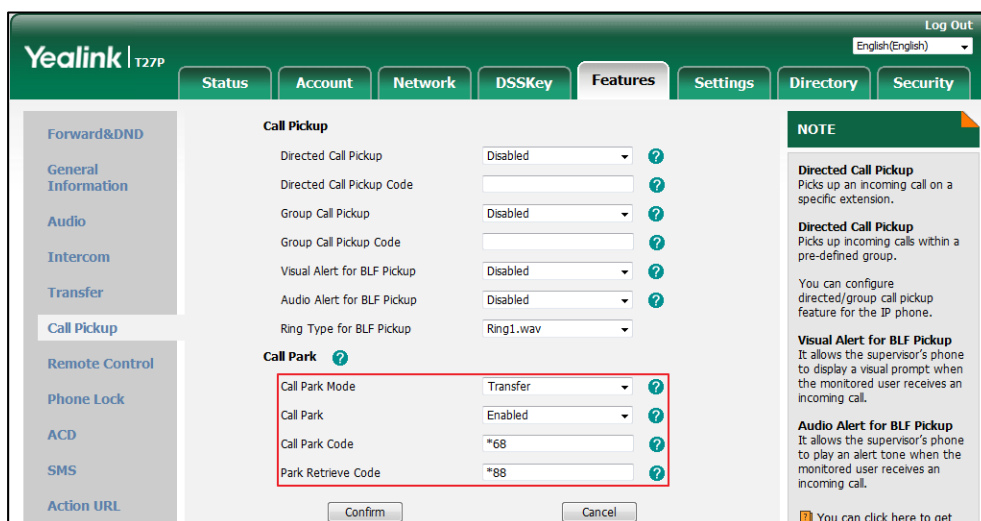 Log Out
English(English)
Yealink T27P
Status Account Network DSSKey Features Settings Directory Security
Forward&DND
General
Information
Audio
Intercom
Transfer
Call Pickup
Remote Control
Phone Lock
ACD
SMS
Action URL
Call Pickup
Directed Call Pickup Disabled ?
Directed Call Pickup Code ?
Group Call Pickup Disabled ?
Group Call Pickup Code ?
Visual Alert for BLF Pickup Disabled ?
Audio Alert for BLF Pickup Disabled ?
Ring Type for BLF Pickup Ring1.wav
Call Park ?
Call Park Mode Transfer ?
Call Park Enabled ?
Call Park Code *68 ?
Park Retrieve Code *88 ?
Confirm Cancel
NOTE
Directed Call Pickup
Picks up an incoming call on a
specific extension.
Directed Call Pickup
Picks up incoming calls within a
pre-defined group.
You can configure
directed/group call pickup
feature for the IP phone.
Visual Alert for BLF Pickup
It allows the supervisor's phone
to display a visual prompt when
the monitored user receives an
incoming call.
Audio Alert for BLF Pickup
It allows the supervisor's phone
to play an alert tone when the
monitored user receives an
incoming call.
? You can click here to get